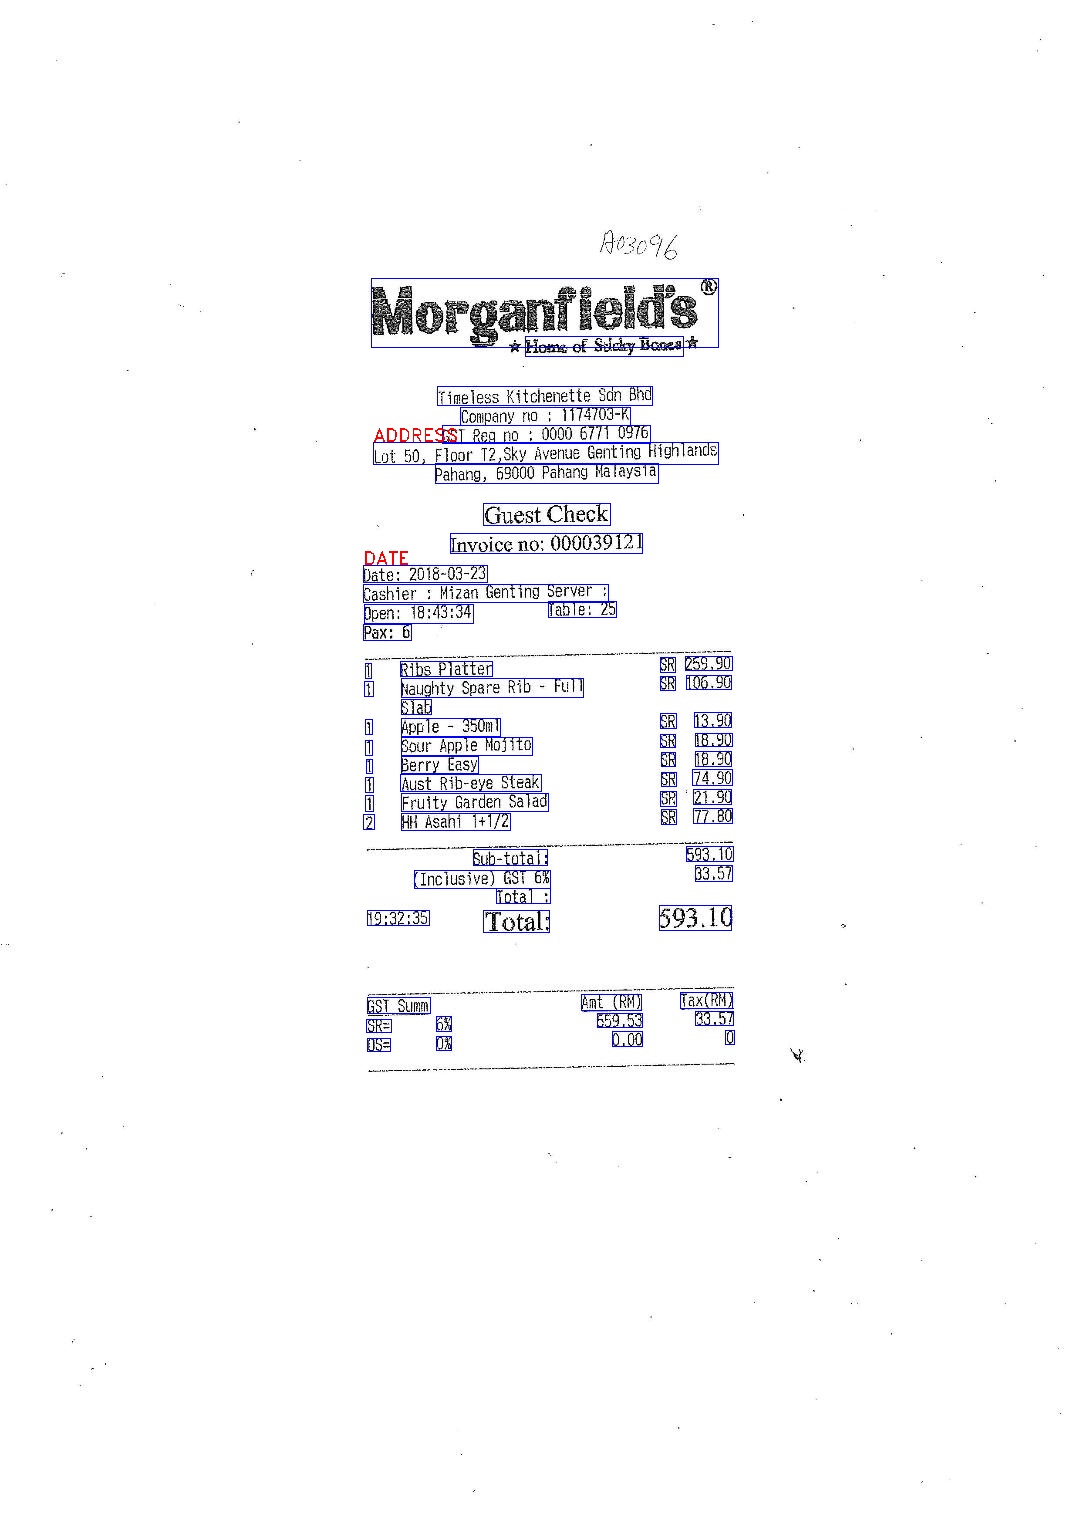 A03096
Morganfield's®
★ Home of Sticky Bones ★
Timeless Kitchenette Sdn Bhd
Company no : 1174703-K
ADDRESS
GST Reg no : 0000 6771 0976
Lot 50, Floor T2,Sky Avenue Genting Highlands
Pahang, 69000 Pahang Malaysia
Guest Check
Invoice no: 000039121
DATE
Date: 2018-03-23
Cashier : Mizan Genting Server :
Open: 18:43:34 Table: 25
Pax: 6
1 Ribs Platter SR 259.90
1 Naughty Spare Rib - Full SR 106.90
Slab
1 Apple - 350ml SR 13.90
1 Sour Apple Mojito SR 18.90
1 Berry Easy SR 18.90
1 Aust Rib-eye Steak SR 74.90
1 Fruity Garden Salad SR 21.90
2 HH Asahi 1+1/2 SR 77.80
Sub-total: 593.10
(Inclusive) GST 6% 33.57
Total :
19:32:35 Total: 593.10
GST Summ Amt (RM) Tax(RM)
SR= 6% 559.53 33.57
OS= 0% 0.00 0